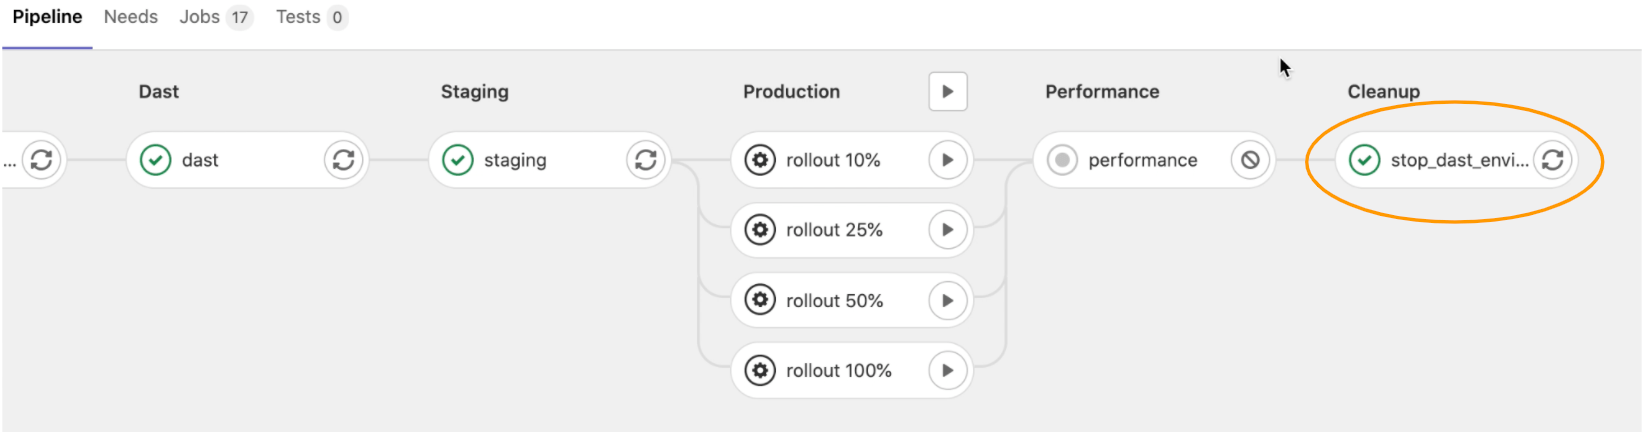 Pipeline Needs Jobs 17 Tests 0
Dast Staging Production Performance Cleanup
... dast staging rollout 10% performance stop_dast_envi...
rollout 25%
rollout 50%
rollout 100%